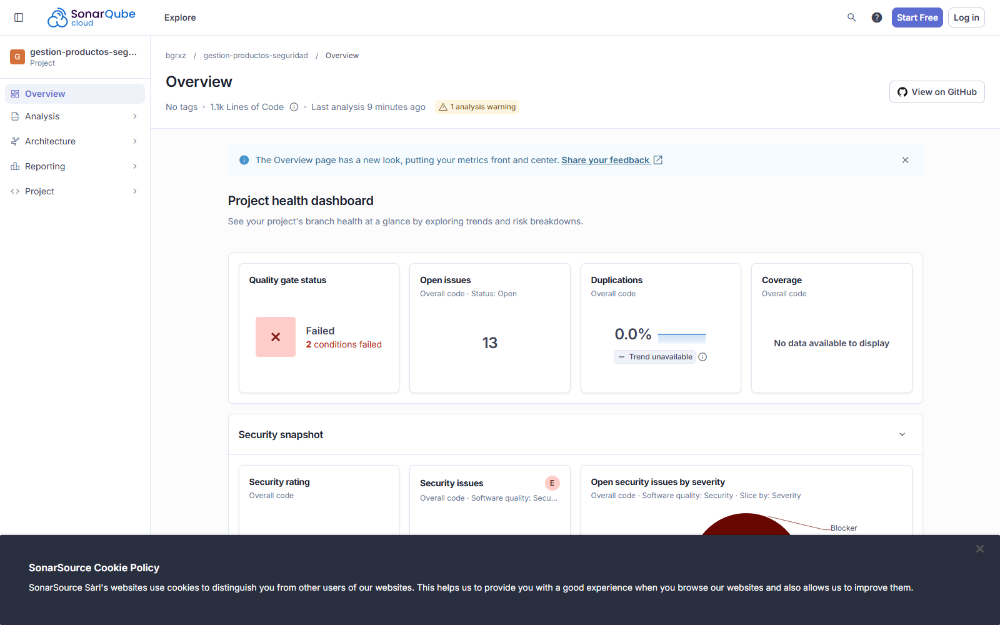 SonarQube cloud
Explore
?
Start Free
Log in
G
gestion-productos-seg...
Project
Overview
Analysis
Architecture
Reporting
Project
bgrxz / gestion-productos-seguridad / Overview
Overview
No tags • 1.1k Lines of Code • Last analysis 9 minutes ago
1 analysis warning
View on GitHub
The Overview page has a new look, putting your metrics front and center. Share your feedback
Project health dashboard
See your project's branch health at a glance by exploring trends and risk breakdowns.
Quality gate status
Failed
2 conditions failed
Open issues
Overall code · Status: Open
13
Duplications
Overall code
0.0%
Trend unavailable
Coverage
Overall code
No data available to display
Security snapshot
Security rating
Overall code
Security issues
E
Overall code · Software quality: Secu...
Open security issues by severity
Overall code · Software quality: Security · Slice by: Severity
Blocker
SonarSource Cookie Policy
SonarSource Sàrl's websites use cookies to distinguish you from other users of our websites. This helps us to provide you with a good experience when you browse our websites and also allows us to improve them.